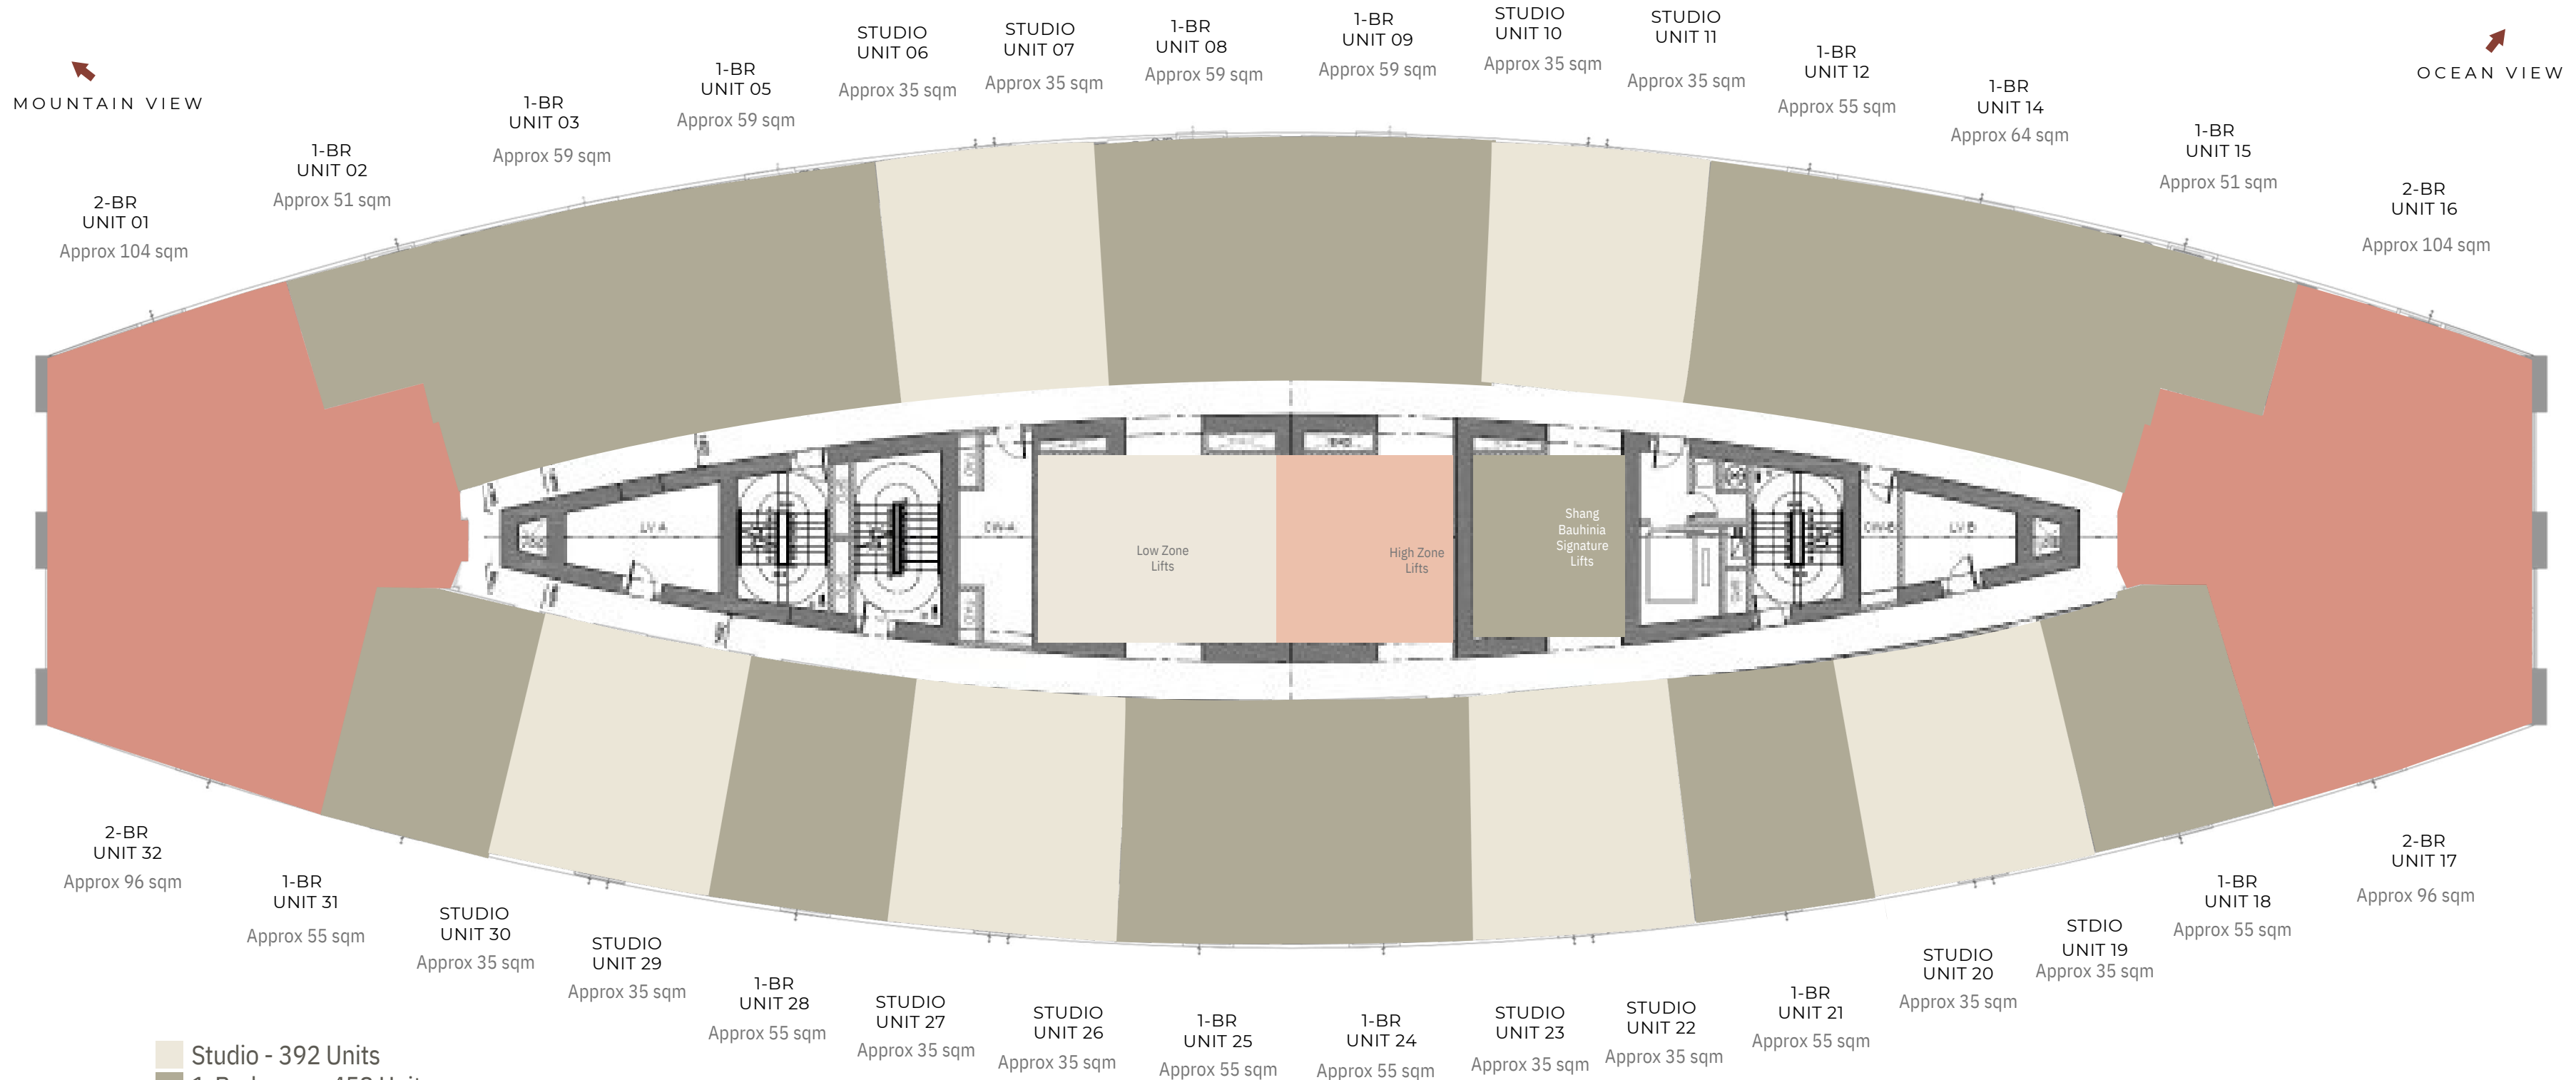 MOUNTAIN VIEW
OCEAN VIEW
2-BR
UNIT 01
Approx 104 sqm
1-BR
UNIT 02
Approx 51 sqm
1-BR
UNIT 03
Approx 59 sqm
1-BR
UNIT 05
Approx 59 sqm
STUDIO
UNIT 06
Approx 35 sqm
STUDIO
UNIT 07
Approx 35 sqm
1-BR
UNIT 08
Approx 59 sqm
1-BR
UNIT 09
Approx 59 sqm
STUDIO
UNIT 10
Approx 35 sqm
STUDIO
UNIT 11
Approx 35 sqm
1-BR
UNIT 12
Approx 55 sqm
1-BR
UNIT 14
Approx 64 sqm
1-BR
UNIT 15
Approx 51 sqm
2-BR
UNIT 16
Approx 104 sqm
LV-A
Low Zone
Lifts
High Zone
Lifts
Shang
Bauhinia
Signature
Lifts
LV-B
2-BR
UNIT 32
Approx 96 sqm
1-BR
UNIT 31
Approx 55 sqm
STUDIO
UNIT 30
Approx 35 sqm
STUDIO
UNIT 29
Approx 35 sqm
1-BR
UNIT 28
Approx 55 sqm
STUDIO
UNIT 27
Approx 35 sqm
STUDIO
UNIT 26
Approx 35 sqm
1-BR
UNIT 25
Approx 55 sqm
1-BR
UNIT 24
Approx 55 sqm
STUDIO
UNIT 23
Approx 35 sqm
STUDIO
UNIT 22
Approx 35 sqm
1-BR
UNIT 21
Approx 55 sqm
STUDIO
UNIT 20
Approx 35 sqm
STDIO
UNIT 19
Approx 35 sqm
1-BR
UNIT 18
Approx 55 sqm
2-BR
UNIT 17
Approx 96 sqm
Studio - 392 Units